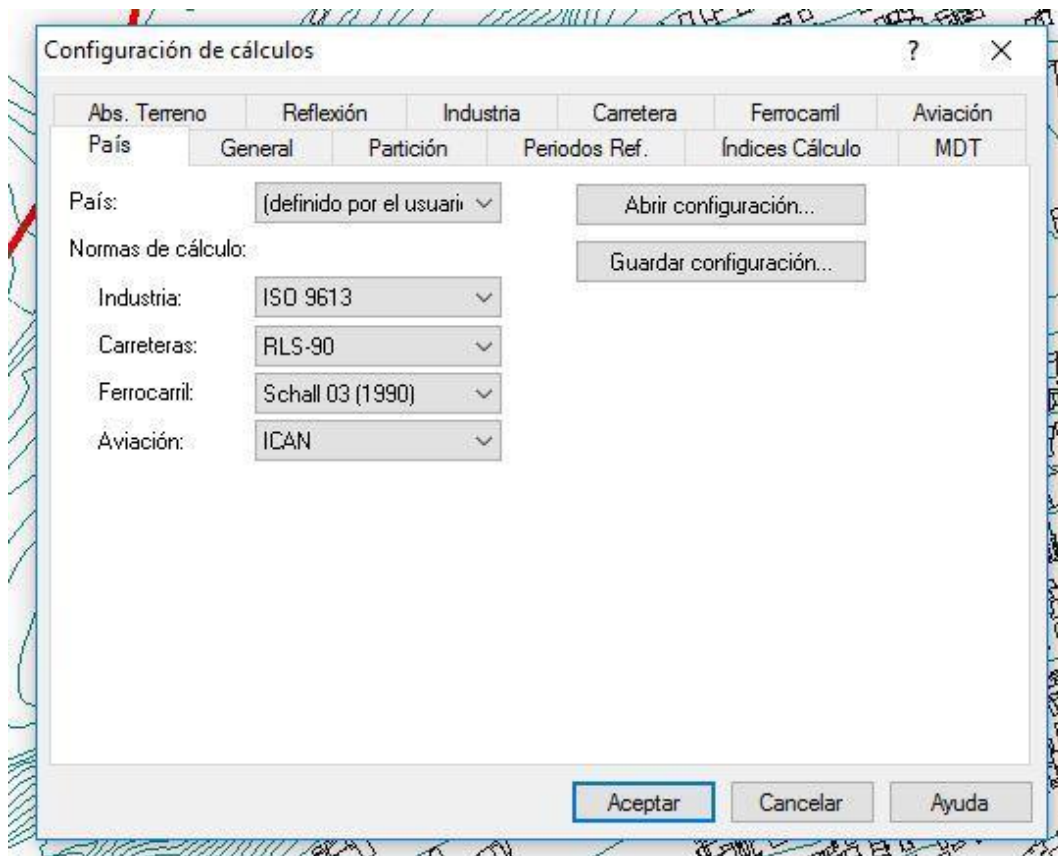 Configuración de cálculos ? X
Abs. Terreno Reflexión Industria Carretera Ferrocarril Aviación
País General Partición Periodos Ref. Índices Cálculo MDT
País: (definido por el usuari Abrir configuración...
Normas de cálculo: Guardar configuración...
Industria: ISO 9613
Carreteras: RLS-90
Ferrocarril: Schall 03 (1990)
Aviación: ICAN
Aceptar Cancelar Ayuda